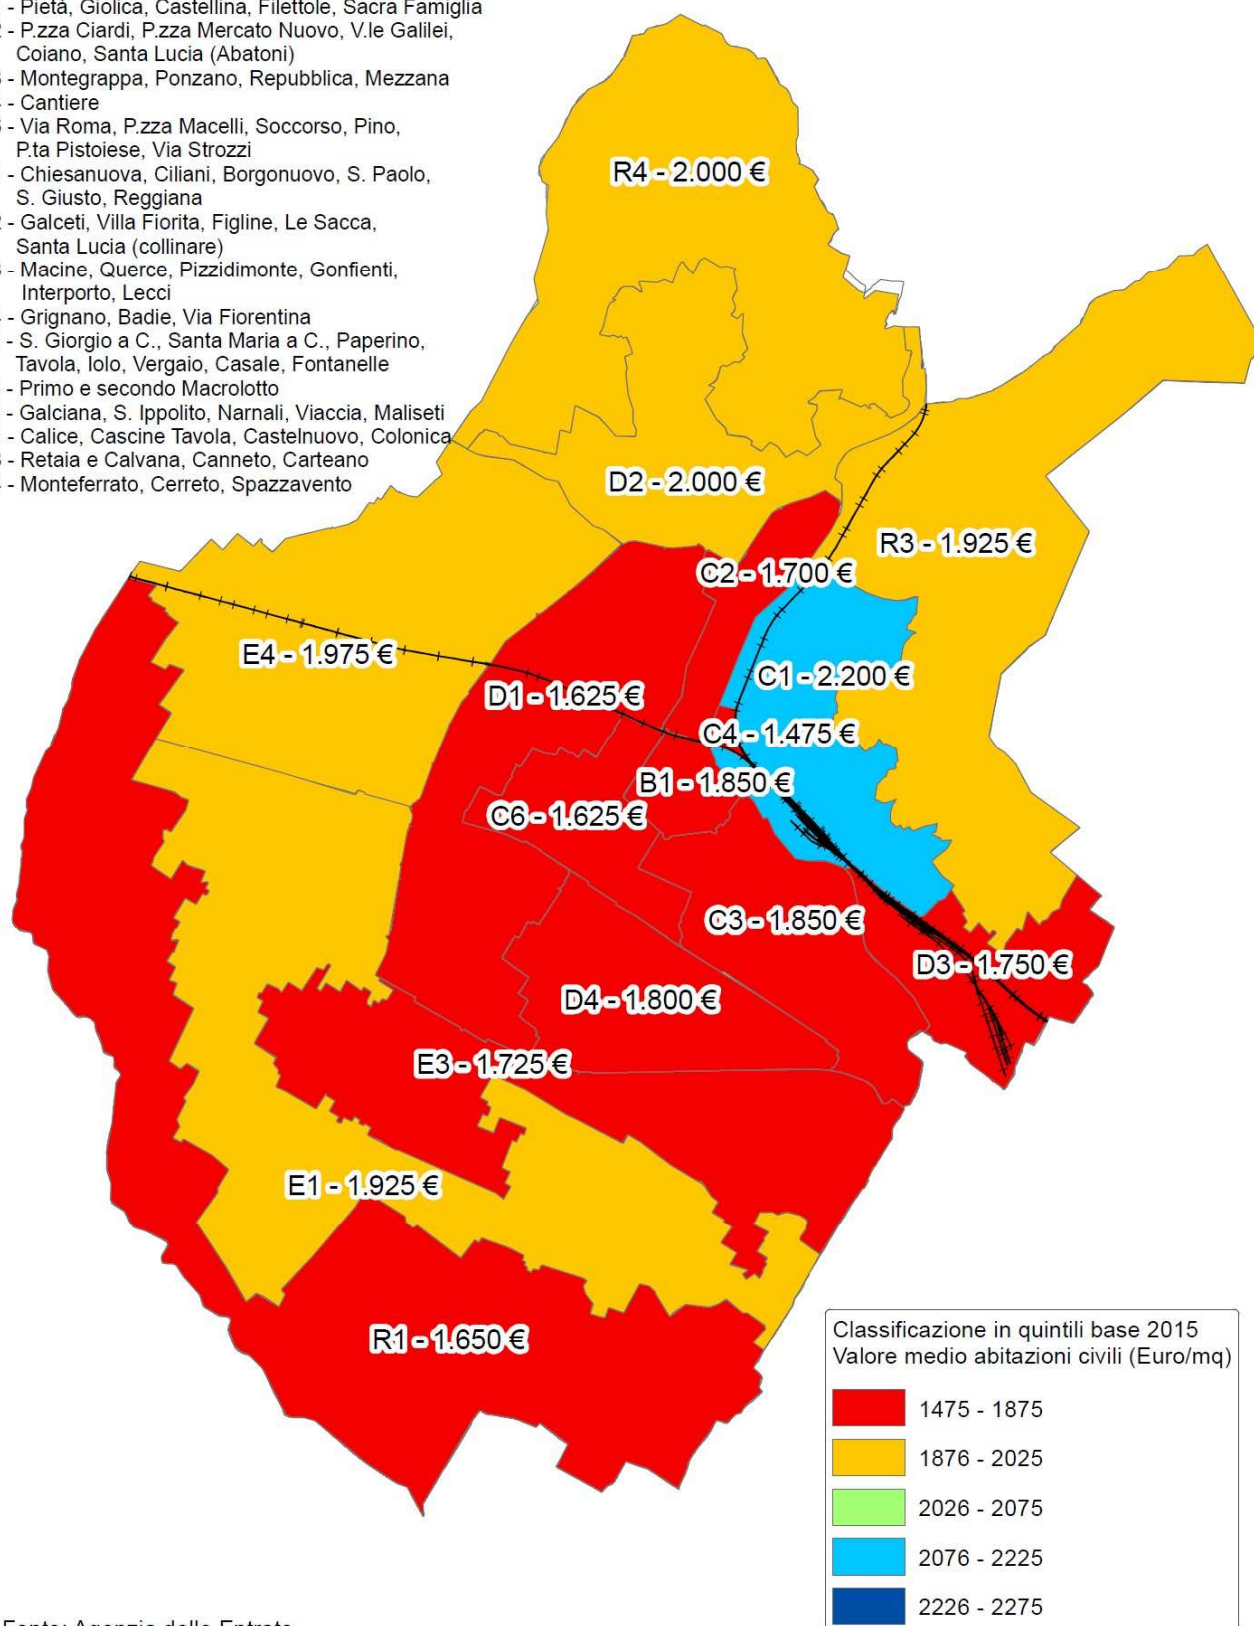 - Pietà, Giolica, Castellina, Filettole, Sacra Famiglia
- P.zza Ciardi, P.zza Mercato Nuovo, V.le Galilei,
Coiano, Santa Lucia (Abatoni)
- Montegrappa, Ponzano, Repubblica, Mezzana
- Cantiere
- Via Roma, P.zza Macelli, Soccorso, Pino,
P.ta Pistoiese, Via Strozzi
- Chiesanuova, Ciliani, Borgonuovo, S. Paolo,
S. Giusto, Reggiana
- Galceti, Villa Fiorita, Figline, Le Sacca,
Santa Lucia (collinare)
- Macine, Querce, Pizzidimonte, Gonfienti,
Interporto, Lecci
- Grignano, Badie, Via Fiorentina
- S. Giorgio a C., Santa Maria a C., Paperino,
Tavola, Iolo, Vergaio, Casale, Fontanelle
- Primo e secondo Macrolotto
- Galciana, S. Ippolito, Narnali, Viaccia, Maliseti
- Calice, Cascine Tavola, Castelnuovo, Colonica
- Retaia e Calvana, Canneto, Carteano
- Monteferrato, Cerreto, Spazzavento
R4 - 2.000 €
D2 - 2.000 €
R3 - 1.925 €
C2 - 1.700 €
E4 - 1.975 €
C1 - 2.200 €
D1 - 1.625 €
C4 - 1.475 €
B1 - 1.850 €
C6 - 1.625 €
C3 - 1.850 €
D3 - 1.750 €
D4 - 1.800 €
E3 - 1.725 €
E1 - 1.925 €
R1 - 1.650 €
Classificazione in quintili base 2015
Valore medio abitazioni civili (Euro/mq)
1475 - 1875
1876 - 2025
2026 - 2075
2076 - 2225
2226 - 2275
Fonte: Agenzia delle Entrate